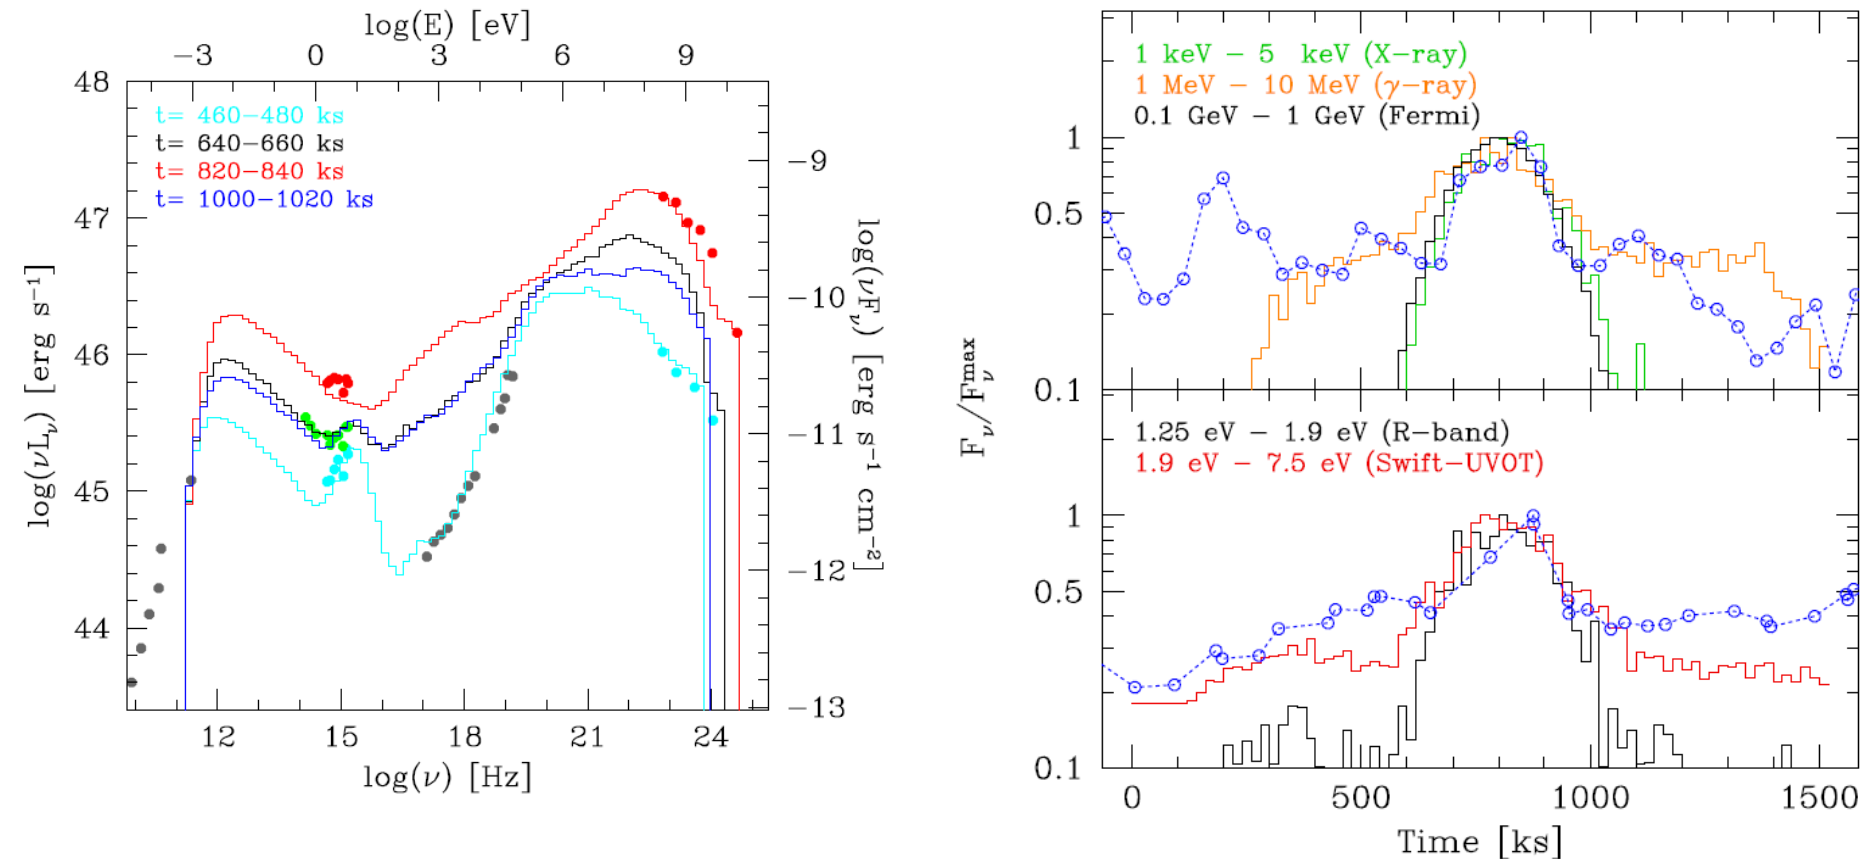 log(E) [eV]
−3 0 3 6 9
48
47
46
45
44
t= 460−480 ks
t= 640−660 ks
t= 820−840 ks
t= 1000−1020 ks
log(νL_ν) [erg s⁻¹]
−9
−10
−11
−12
−13
log(νF_ν) [erg s⁻¹ cm⁻²]
12 15 18 21 24
log(ν) [Hz]
1 keV − 5 keV (X−ray)
1 MeV − 10 MeV (γ−ray)
0.1 GeV − 1 GeV (Fermi)
1
0.5
0.1
F_ν/F_ν^max
1.25 eV − 1.9 eV (R−band)
1.9 eV − 7.5 eV (Swift−UVOT)
1
0.5
0.1
0 500 1000 1500
Time [ks]